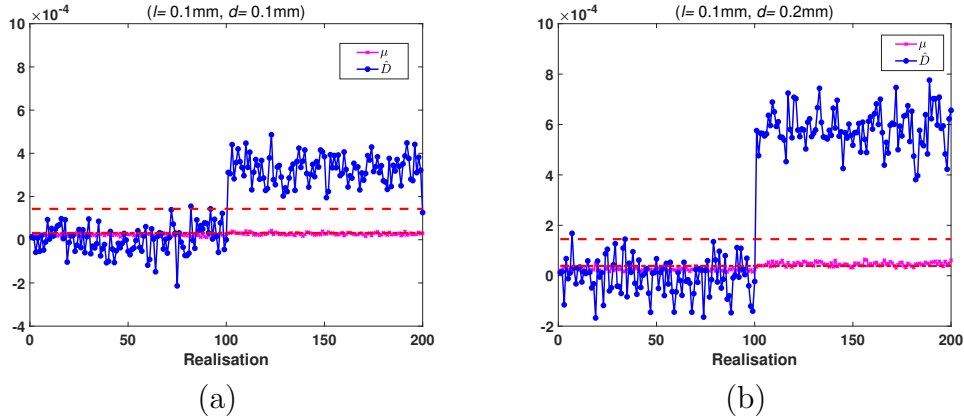 (l= 0.1mm, d= 0.1mm)
10 ×10⁻⁴
8
6
4
2
0
-2
-4
0 50 100 150 200
Realisation
μ
D̂
(a)
(l= 0.1mm, d= 0.2mm)
10 ×10⁻⁴
8
6
4
2
0
-2
0 50 100 150 200
Realisation
μ
D̂
(b)